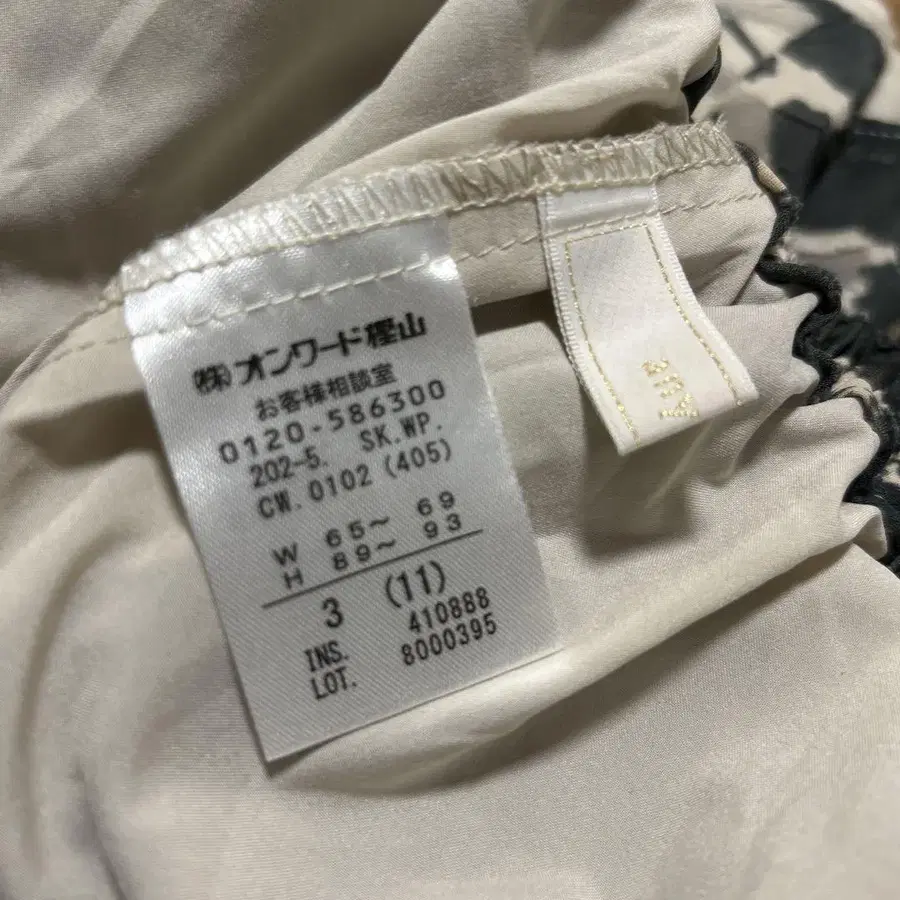 ㈱オンワード樫山
お客様相談室
0120-586300
202-5. SK.WP.
CW.0102(405)
W 65～ 69
H 89～ 93
3 (11)
INS. 410888
LOT. 8000395